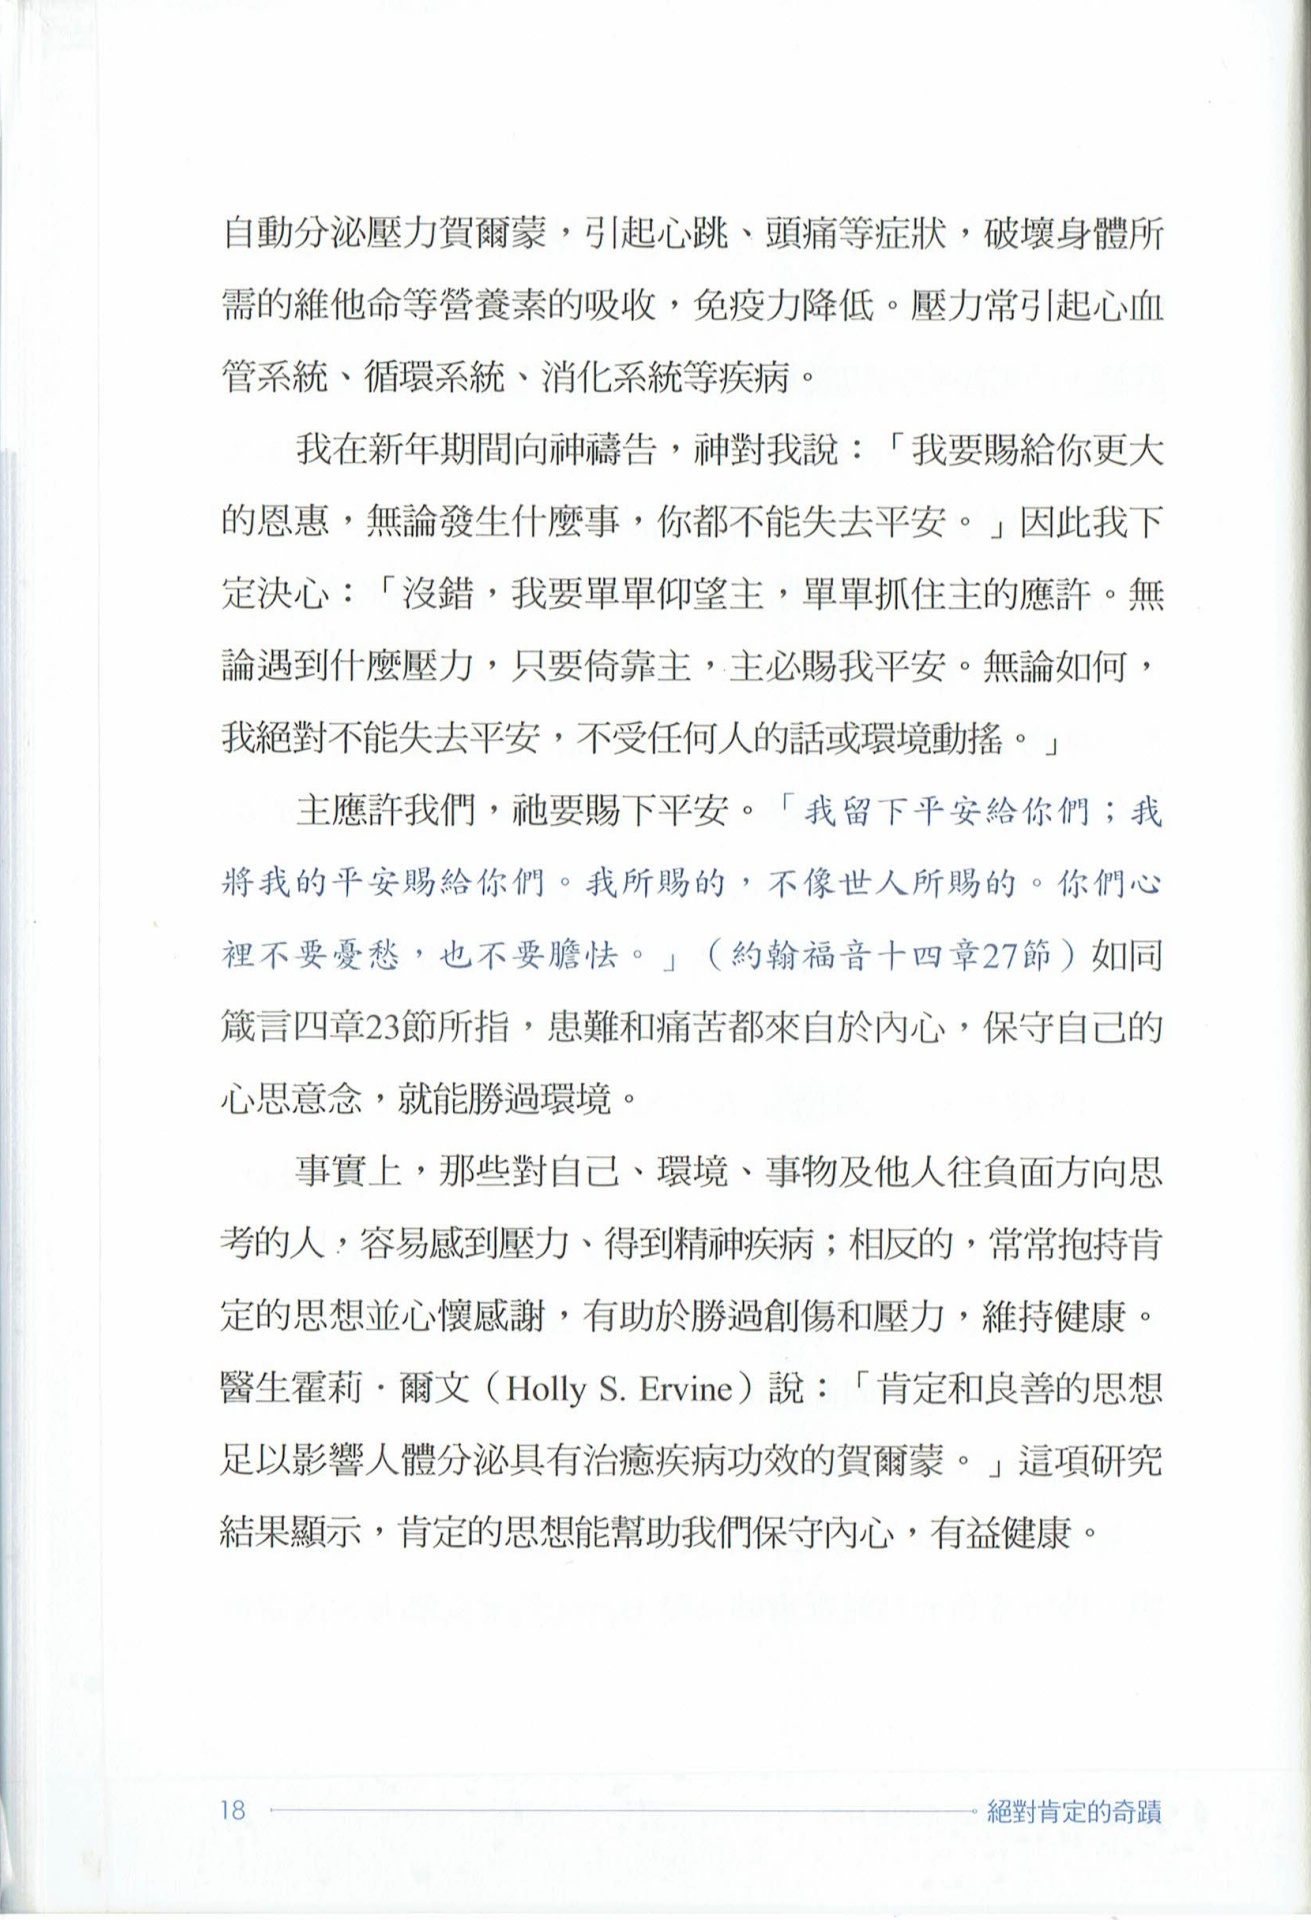 自動分泌壓力賀爾蒙，引起心跳、頭痛等症狀，破壞身體所
需的維他命等營養素的吸收，免疫力降低。壓力常引起心血
管系統、循環系統、消化系統等疾病。
我在新年期間向神禱告，神對我說：「我要賜給你更大
的恩惠，無論發生什麼事，你都不能失去平安。」因此我下
定決心：「沒錯，我要單單仰望主，單單抓住主的應許。無
論遇到什麼壓力，只要倚靠主，主必賜我平安。無論如何，
我絕對不能失去平安，不受任何人的話或環境動搖。」
主應許我們，祂要賜下平安。「我留下平安給你們；我
將我的平安賜給你們。我所賜的，不像世人所賜的。你們心
裡不要憂愁，也不要膽怯。」（約翰福音十四章27節）如同
箴言四章23節所指，患難和痛苦都來自於內心，保守自己的
心思意念，就能勝過環境。
事實上，那些對自己、環境、事物及他人往負面方向思
考的人，容易感到壓力、得到精神疾病；相反的，常常抱持肯
定的思想並心懷感謝，有助於勝過創傷和壓力，維持健康。
醫生霍莉．爾文（Holly S. Ervine）說：「肯定和良善的思想
足以影響人體分泌具有治癒疾病功效的賀爾蒙。」這項研究
結果顯示，肯定的思想能幫助我們保守內心，有益健康。
18 絕對肯定的奇蹟